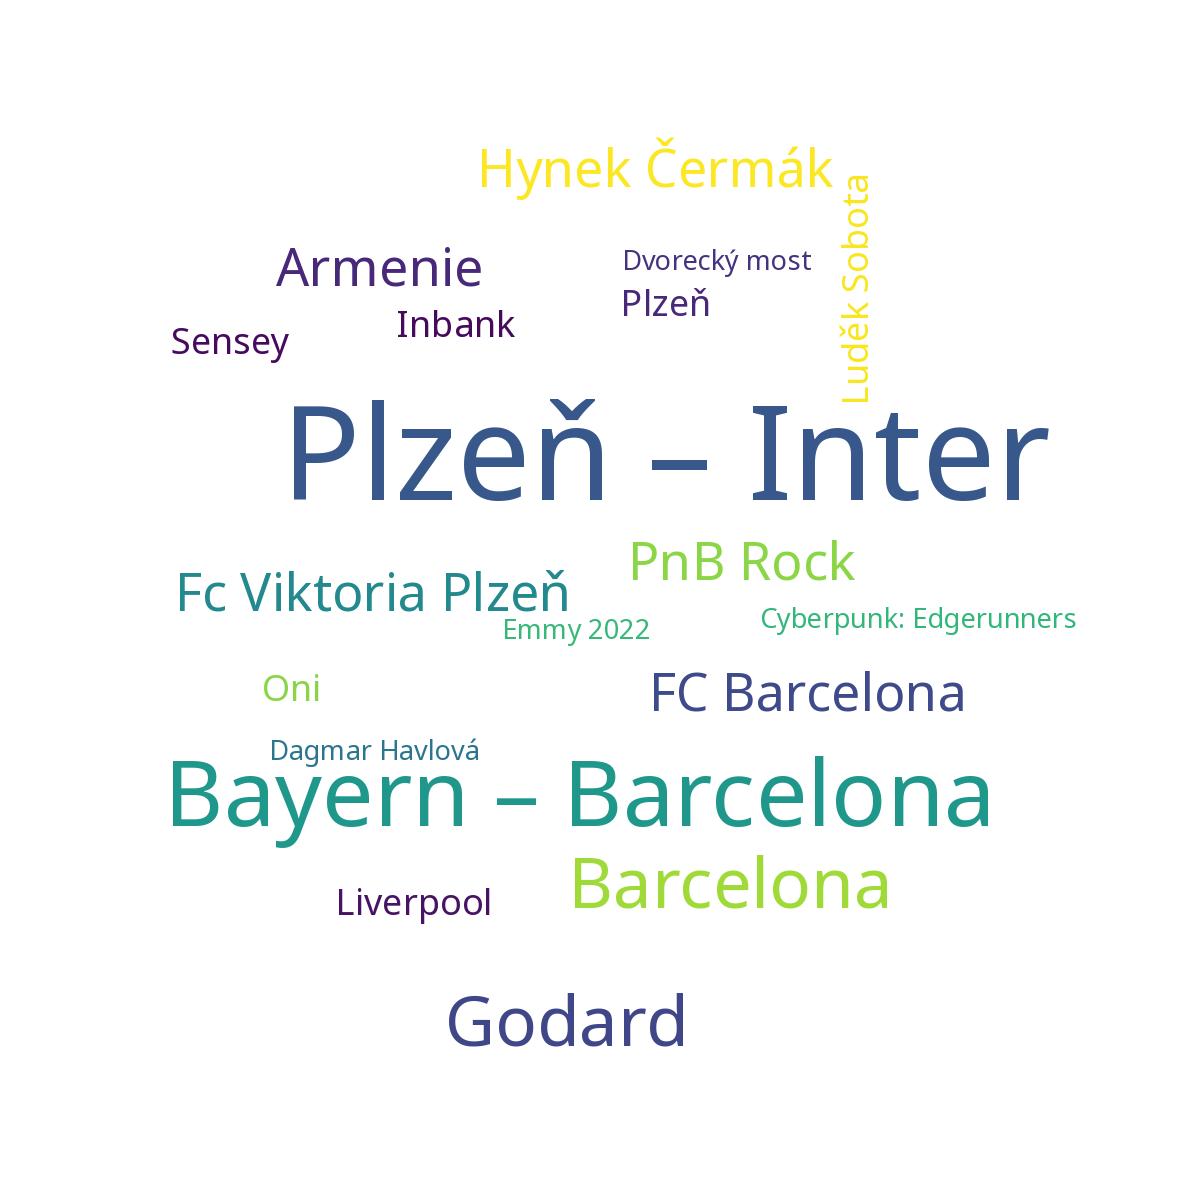 Hynek Čermák
Luděk Sobota
Armenie
Dvorecký most
Plzeň
Inbank
Sensey
Plzeň – Inter
PnB Rock
Fc Viktoria Plzeň
Cyberpunk: Edgerunners
Emmy 2022
Oni
FC Barcelona
Dagmar Havlová
Bayern – Barcelona
Barcelona
Liverpool
Godard